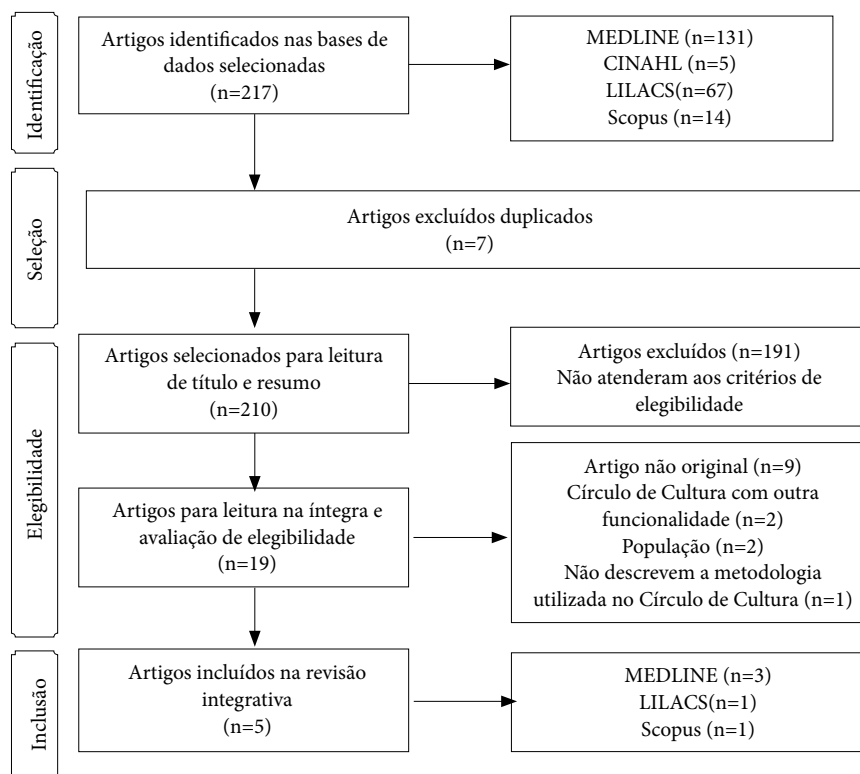 Identificação
Artigos identificados nas bases de
dados selecionadas
(n=217)
MEDLINE (n=131)
CINAHL (n=5)
LILACS(n=67)
Scopus (n=14)
Seleção
Artigos excluídos duplicados
(n=7)
Elegibilidade
Artigos selecionados para leitura
de título e resumo
(n=210)
Artigos excluídos (n=191)
Não atenderam aos critérios de
elegibilidade
Artigos para leitura na íntegra e
avaliação de elegibilidade
(n=19)
Artigo não original (n=9)
Círculo de Cultura com outra
funcionalidade (n=2)
População (n=2)
Não descrevem a metodologia
utilizada no Círculo de Cultura (n=1)
Inclusão
Artigos incluídos na revisão
integrativa
(n=5)
MEDLINE (n=3)
LILACS(n=1)
Scopus (n=1)